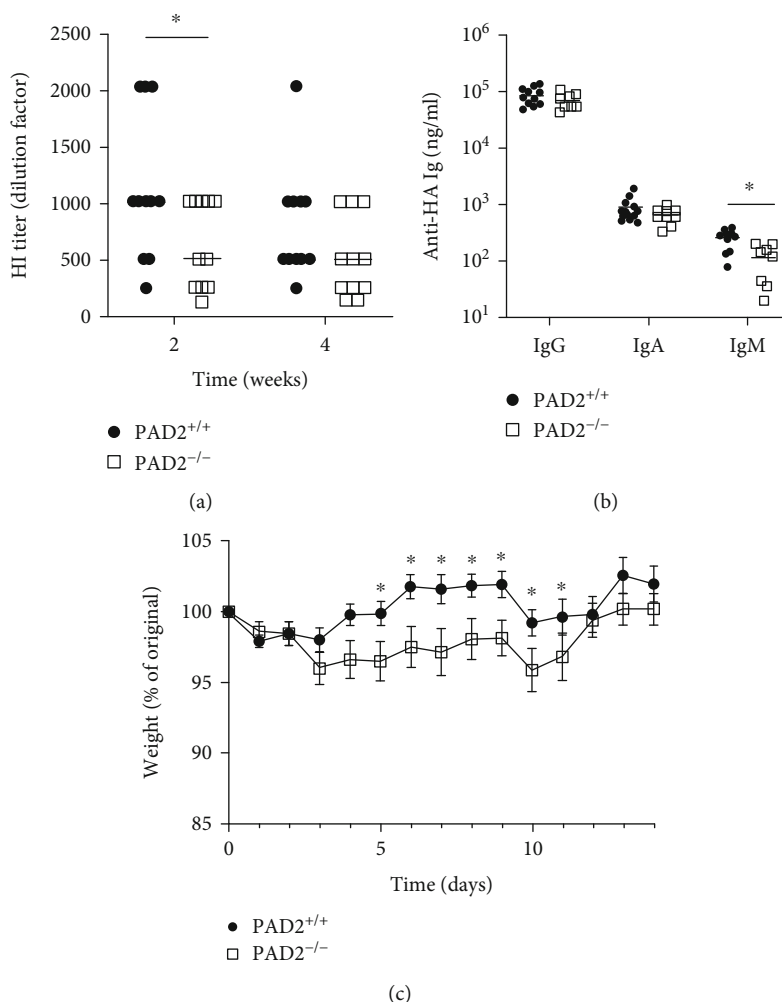 *
2500
2000
1500
1000
500
0
HI titer (dilution factor)
2
4
Time (weeks)
PAD2+/+
PAD2−/−
(a)
*
10⁶
10⁵
10⁴
10³
10²
10¹
Anti-HA Ig (ng/ml)
IgG
IgA
IgM
PAD2+/+
PAD2−/−
(b)
105
100
95
90
85
Weight (% of original)
* * * * * * *
0
5
10
Time (days)
PAD2+/+
PAD2−/−
(c)